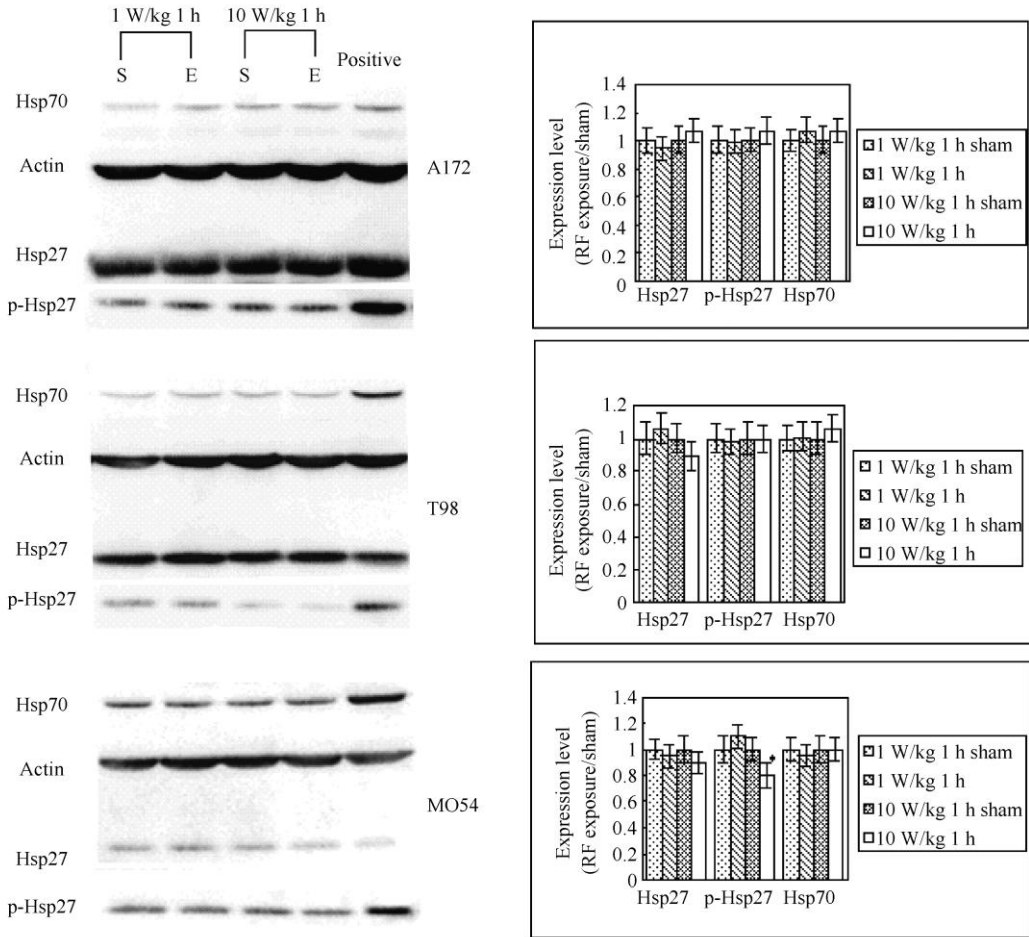 1 W/kg 1 h 10 W/kg 1 h
S E S E Positive
Hsp70
Actin
A172
Hsp27
p-Hsp27
Expression level
(RF exposure/sham)
1.4
1.2
1
0.8
0.6
0.4
0.2
0
Hsp27 p-Hsp27 Hsp70
1 W/kg 1 h sham
1 W/kg 1 h
10 W/kg 1 h sham
10 W/kg 1 h
Hsp70
Actin
T98
Hsp27
p-Hsp27
Expression level
(RF exposure/sham)
1.2
1
0.8
0.6
0.4
0.2
0
Hsp27 p-Hsp27 Hsp70
1 W/kg 1 h sham
1 W/kg 1 h
10 W/kg 1 h sham
10 W/kg 1 h
Hsp70
Actin
MO54
Hsp27
p-Hsp27
Expression level
(RF exposure/sham)
1.4
1.2
1
0.8
0.6
0.4
0.2
0
*
Hsp27 p-Hsp27 Hsp70
1 W/kg 1 h sham
1 W/kg 1 h
10 W/kg 1 h sham
10 W/kg 1 h